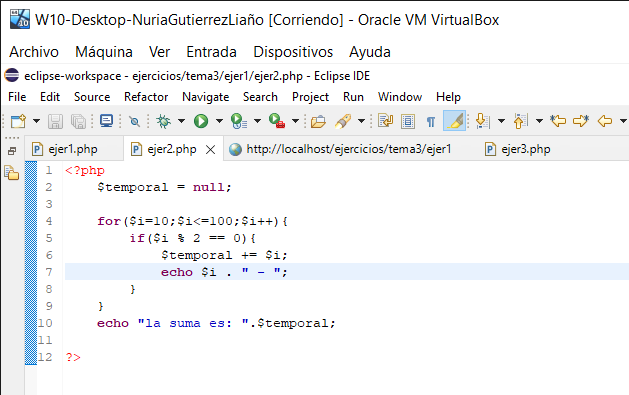 W10-Desktop-NuriaGutierrezLiaño [Corriendo] - Oracle VM VirtualBox
Archivo Máquina Ver Entrada Dispositivos Ayuda
eclipse-workspace - ejercicios/tema3/ejer1/ejer2.php - Eclipse IDE
File Edit Source Refactor Navigate Search Project Run Window Help
ejer1.php ejer2.php http://localhost/ejercicios/tema3/ejer1 ejer3.php
1 <?php
2     $temporal = null;
3
4     for($i=10;$i<=100;$i++){
5         if($i % 2 == 0){
6             $temporal += $i;
7             echo $i . " - ";
8         }
9     }
10     echo "la suma es: ".$temporal;
11
12 ?>